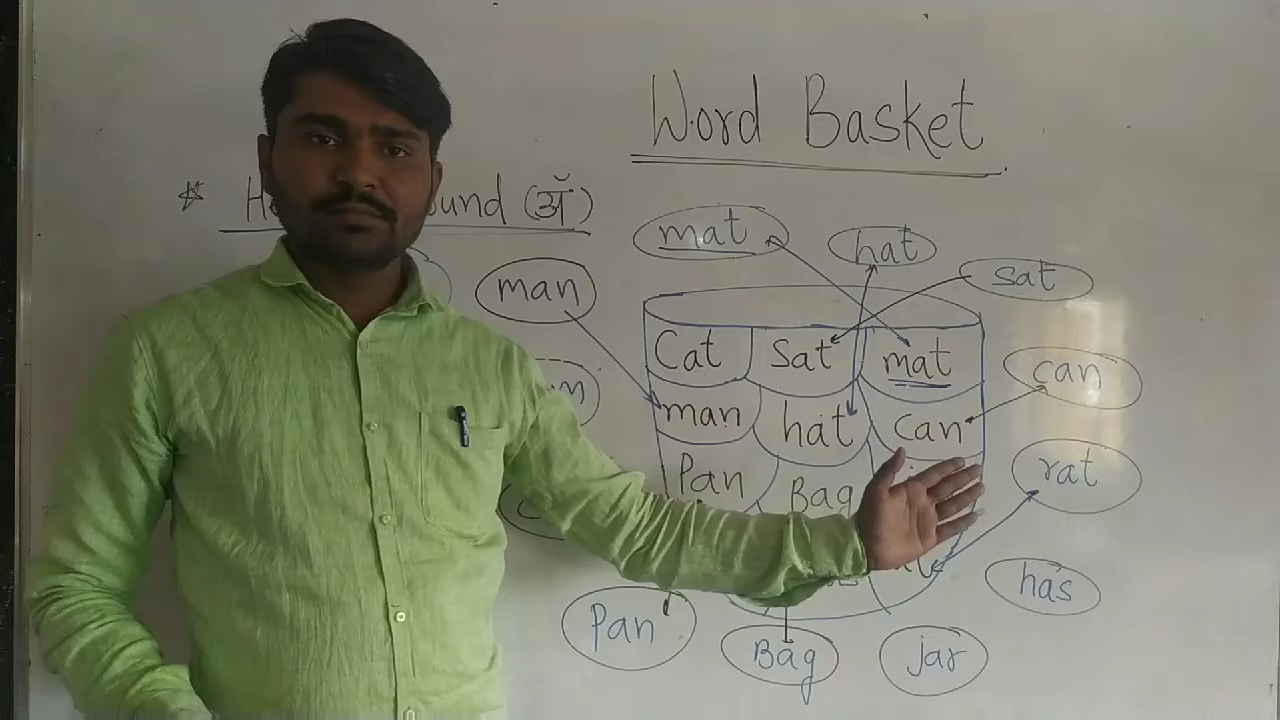 Word Basket
* sound (ॲ)
mat
hat
man
sat
Cat
Sat
mat
can
man
hat
can
Pan
Bag
rat
has
Pan
Bag
jar